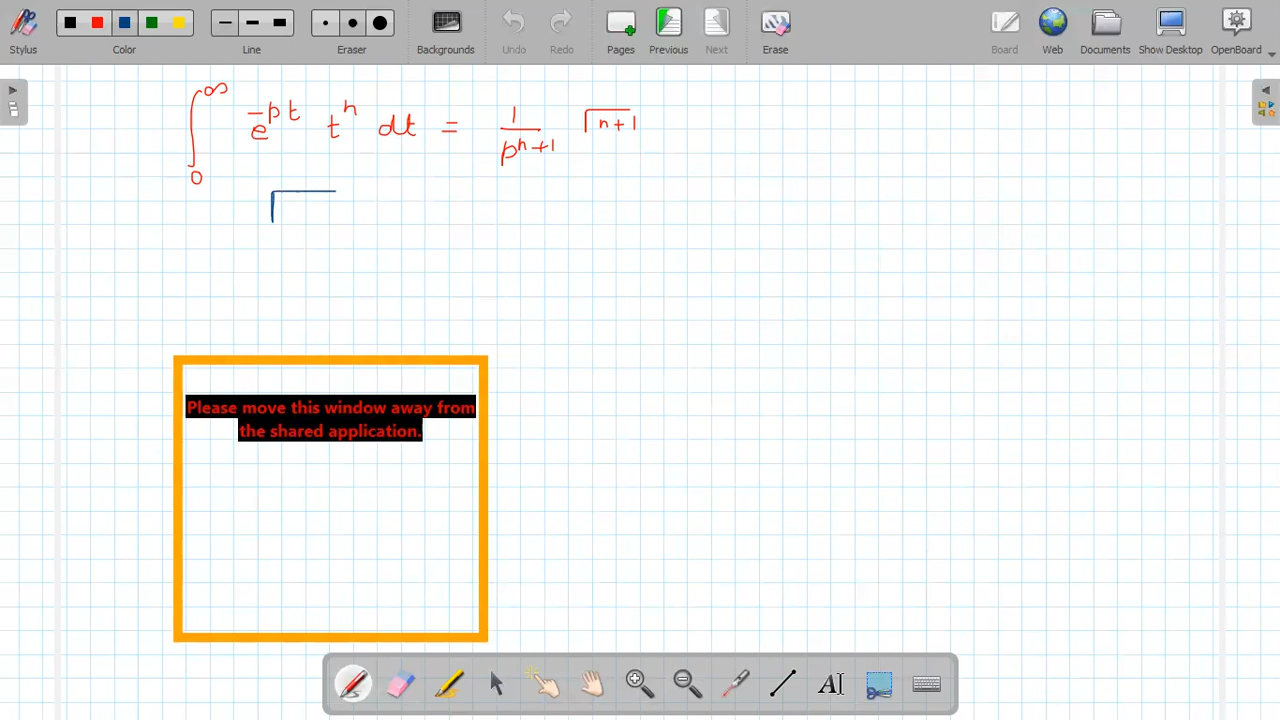 Stylus Color Line Eraser Backgrounds Undo Redo Pages Previous Next Erase Board Web Documents Show Desktop OpenBoard
∫₀^∞ e^{-pt} t^n dt = 1/p^{n+1} Γn+1
Γ
Please move this window away from
the shared application.